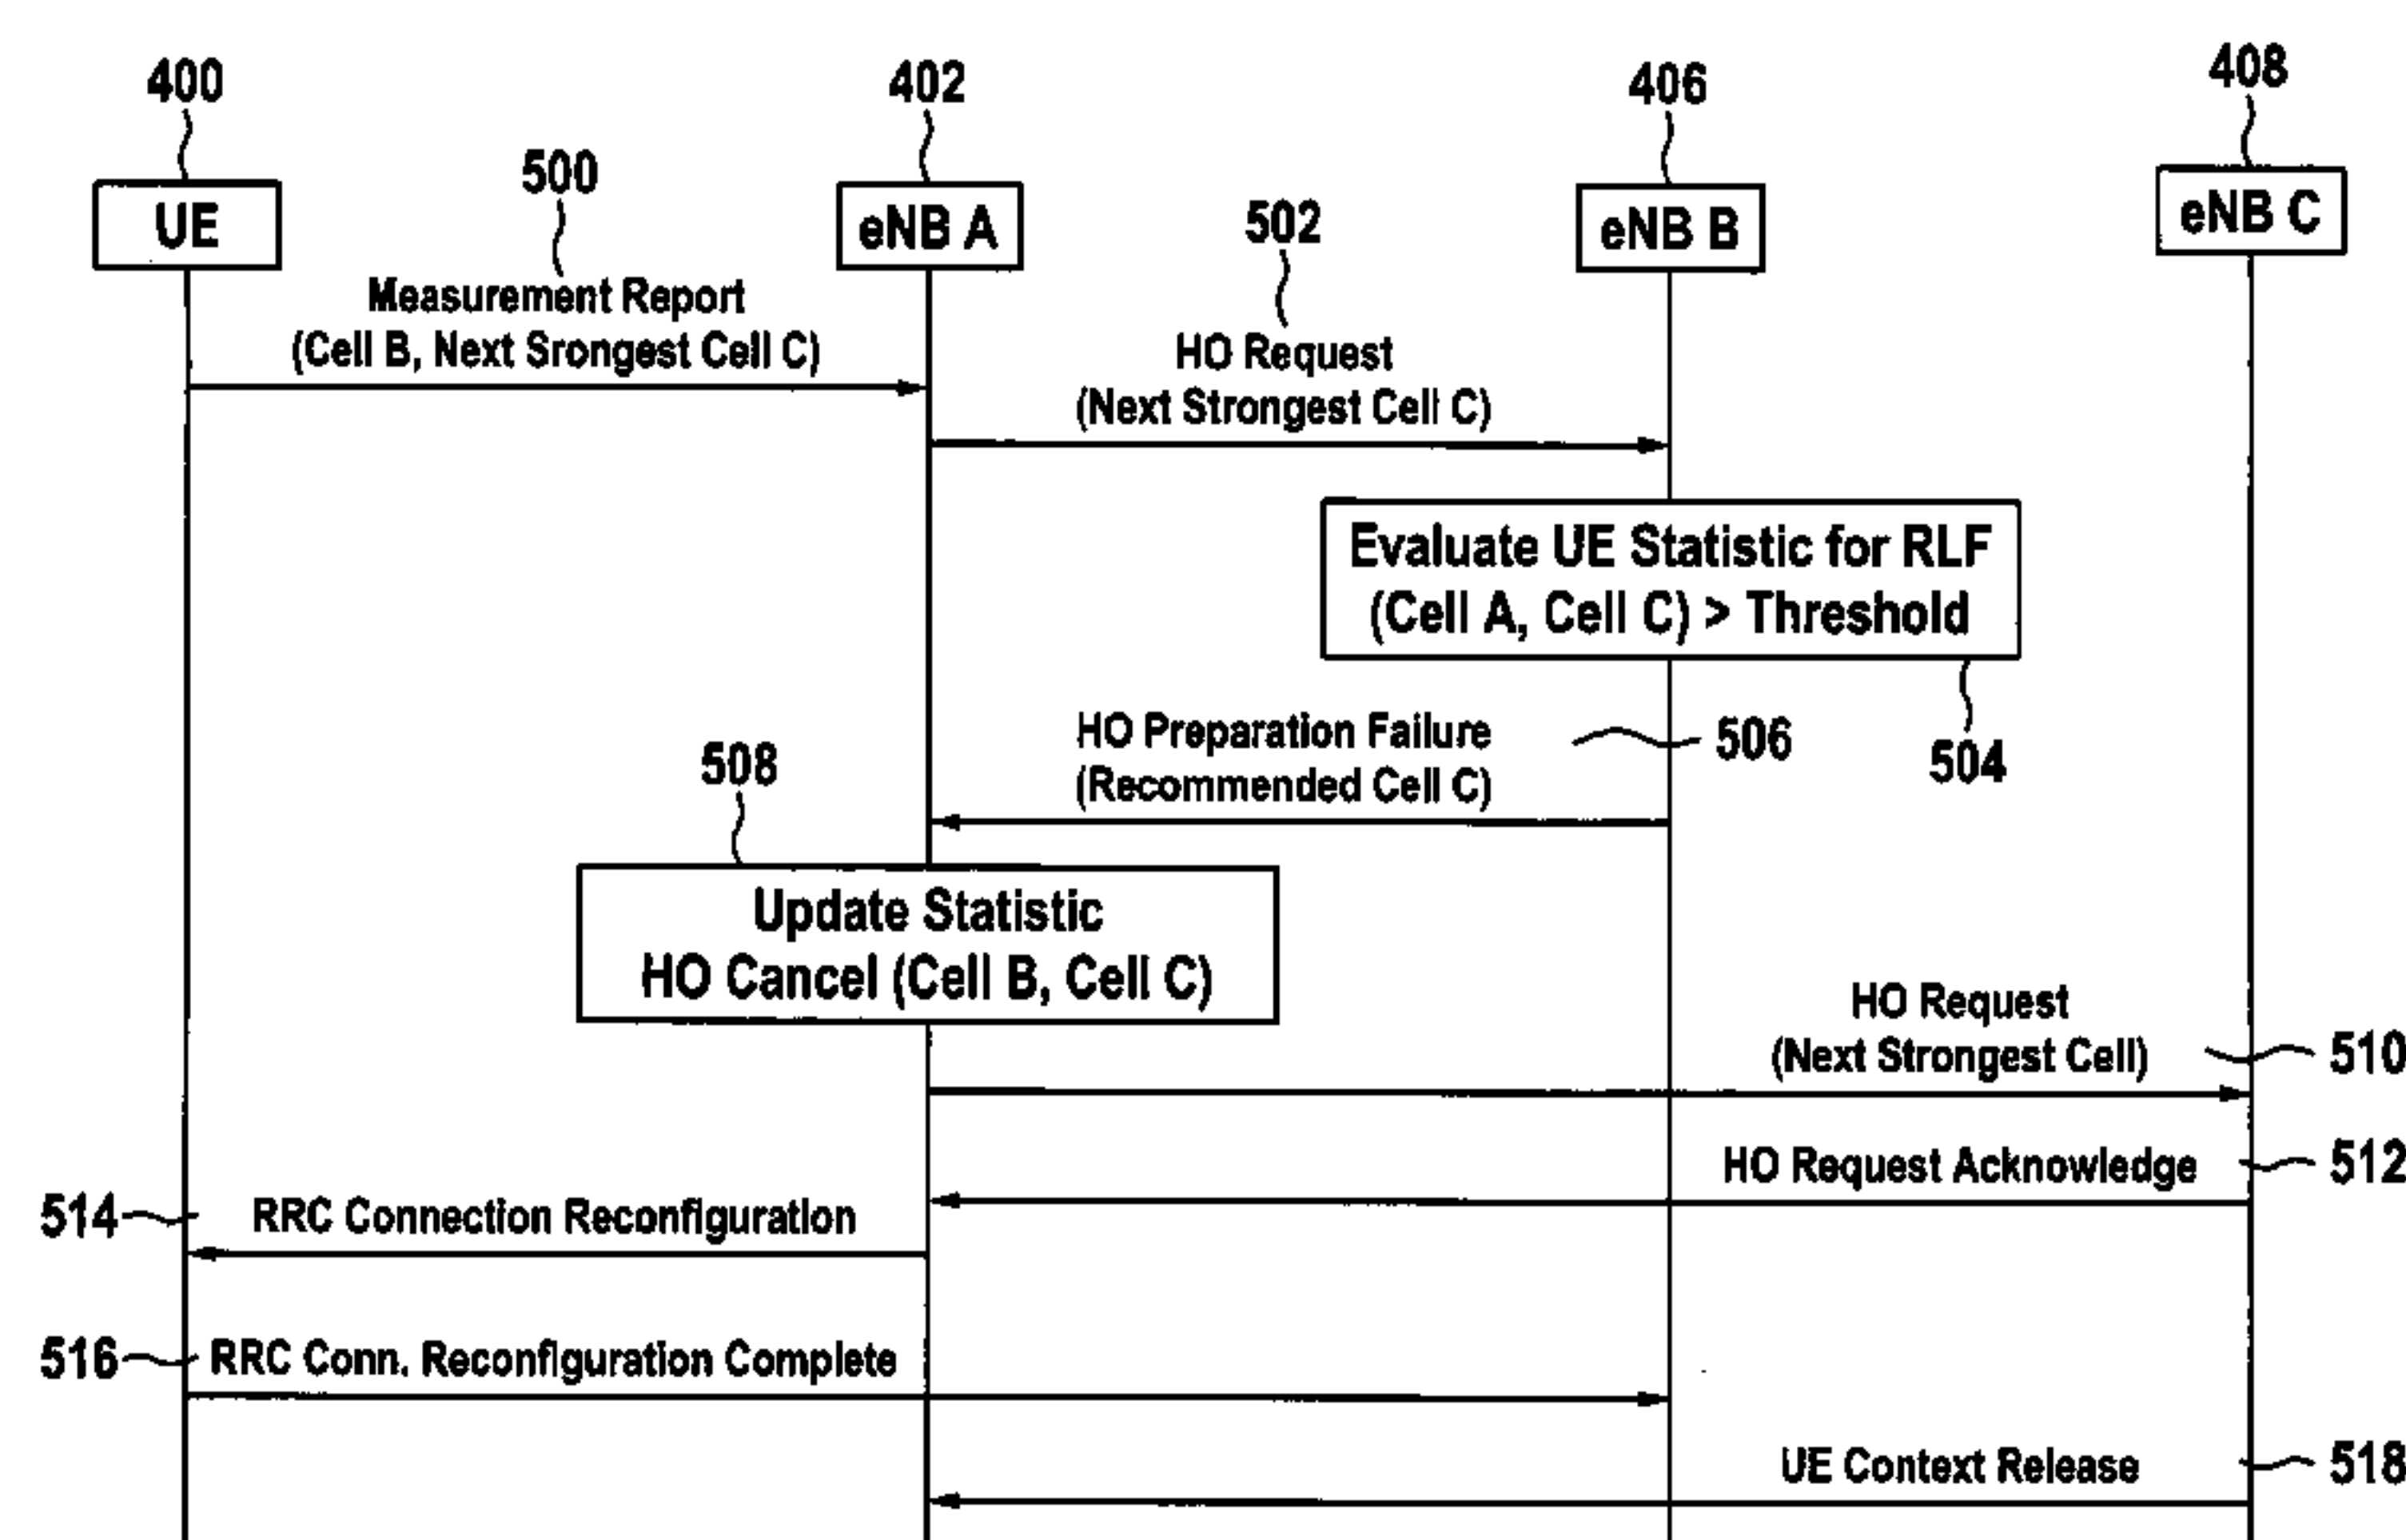 400
402
406
408
UE
500
eNB A
502
eNB B
eNB C
Measurement Report
(Cell B, Next Srongest Cell C)
HO Request
(Next Strongest Cell C)
Evaluate UE Statistic for RLF
(Cell A, Cell C) > Threshold
504
HO Preparation Failure
(Recommended Cell C)
506
508
Update Statistic
HO Cancel (Cell B, Cell C)
HO Request
(Next Strongest Cell)
510
HO Request Acknowledge
512
514
RRC Connection Reconfiguration
516
RRC Conn. Reconfiguration Complete
UE Context Release
518